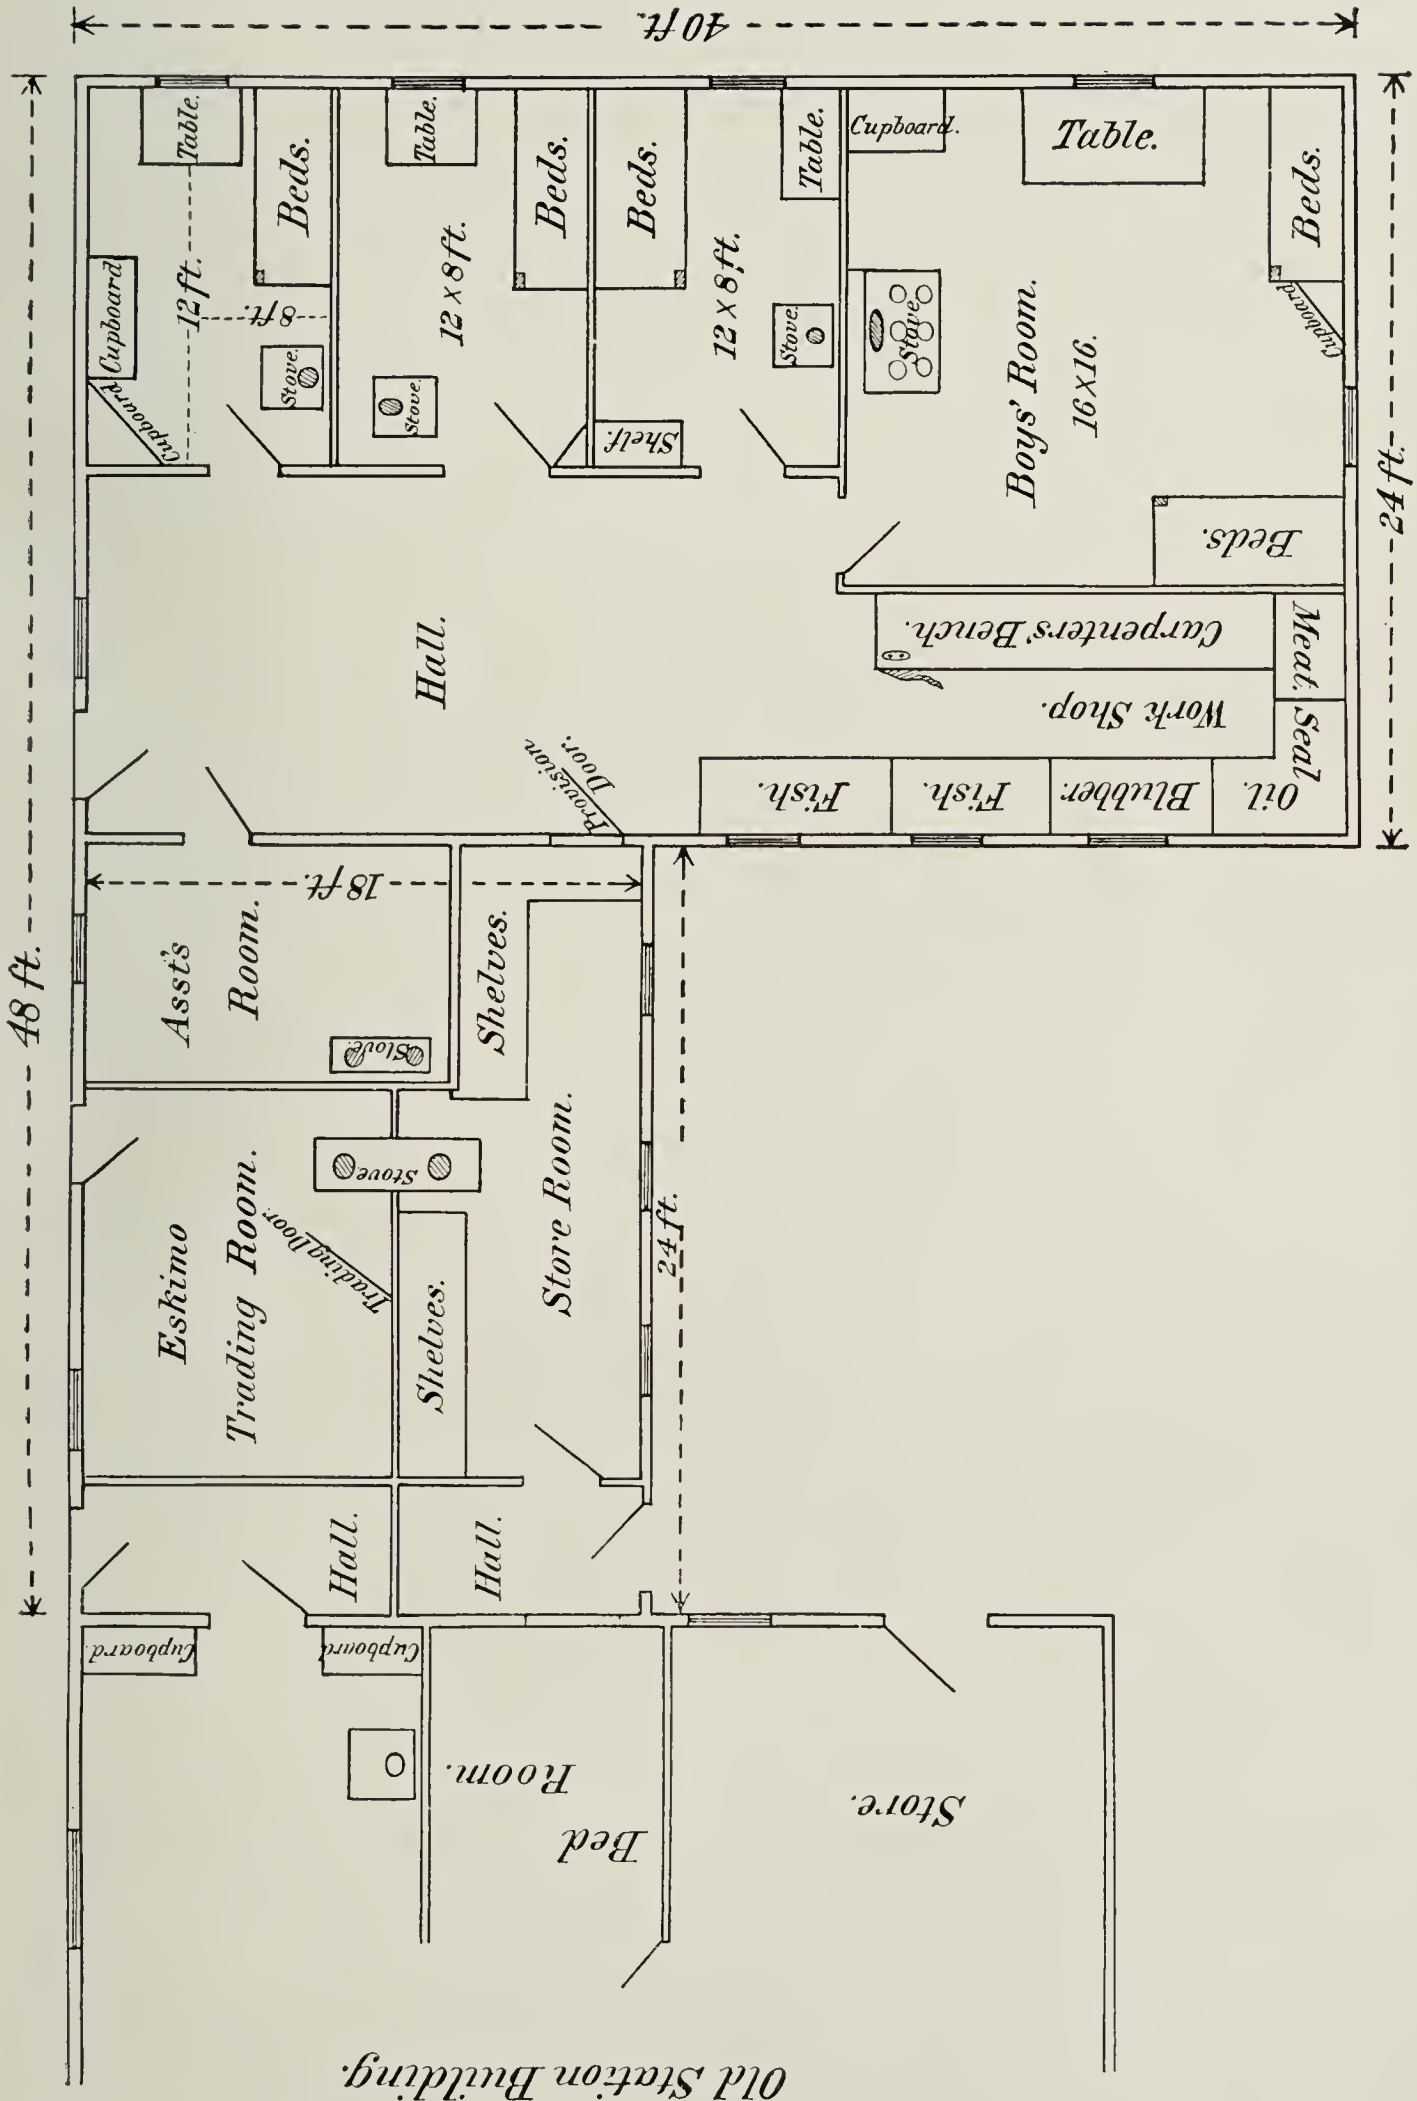 40 ft.
48 ft.
Table.
Beds.
Table.
Beds.
Beds.
Table.
Cupboard.
Table.
Beds.
Cupboard
12 ft.
8 ft.
Stove.
Cupboard
12 x 8 ft.
Stove.
12 x 8 ft.
Stove.
Shelf.
Stove
Boys' Room.
16 x 16.
Cupboard
Beds.
24 ft.
Hall.
Carpenters' Bench.
Work Shop.
Meat.
Seal
Oil.
Blubber.
Fish.
Fish.
Provision
Door.
18 ft.
Ass't's
Room.
Stove.
Shelves.
Store Room.
Stove
Eskimo
Trading Room.
Trading Door.
Shelves.
24 ft.
Hall.
Hall.
Cupboard.
Cupboard
Bed
Room.
Store.
Old Station Building.